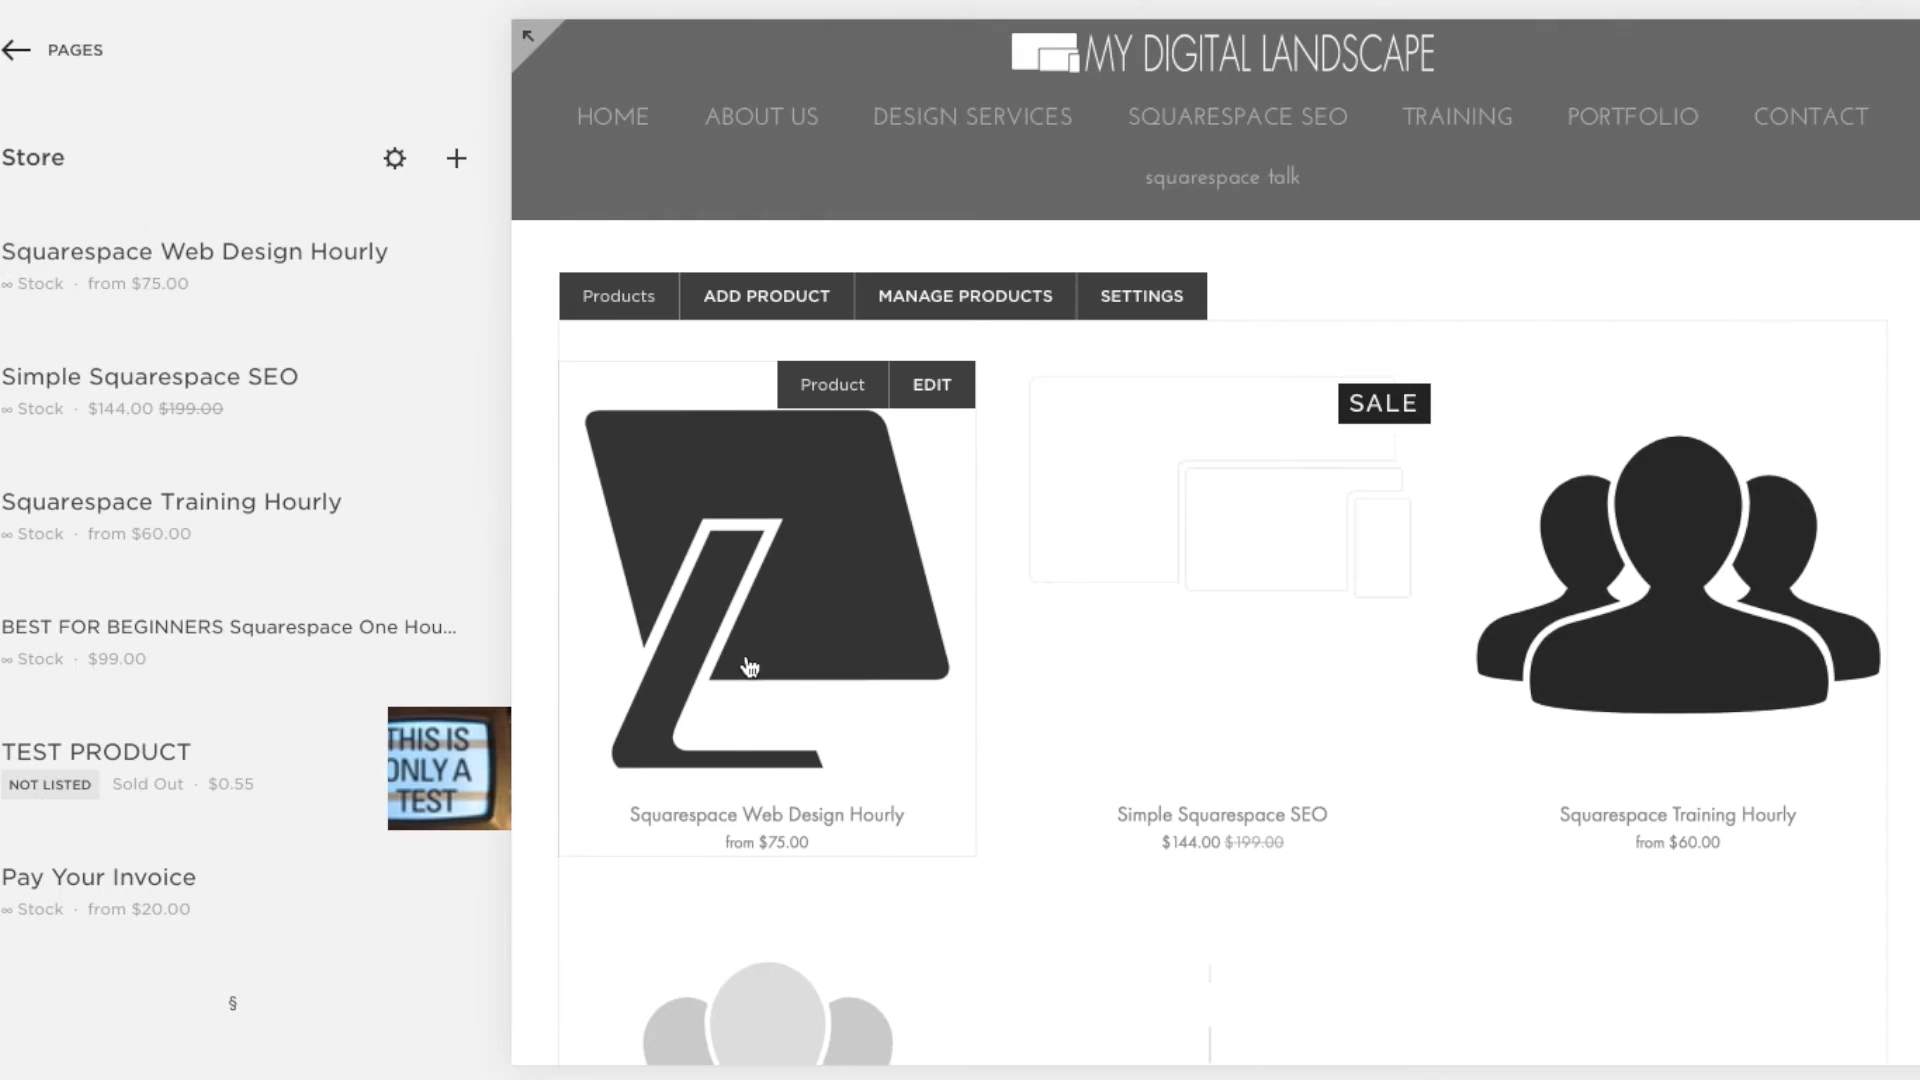 PAGES
Store
Squarespace Web Design Hourly
∞ Stock · from $75.00
Simple Squarespace SEO
∞ Stock · $144.00 $199.00
Squarespace Training Hourly
∞ Stock · from $60.00
BEST FOR BEGINNERS Squarespace One Hou...
∞ Stock · $99.00
TEST PRODUCT
NOT LISTED Sold Out · $0.55
THIS IS
ONLY A
TEST
Pay Your Invoice
∞ Stock · from $20.00
§
MY DIGITAL LANDSCAPE
HOME ABOUT US DESIGN SERVICES SQUARESPACE SEO TRAINING PORTFOLIO CONTACT
squarespace talk
Products ADD PRODUCT MANAGE PRODUCTS SETTINGS
Product EDIT
SALE
Squarespace Web Design Hourly
from $75.00
Simple Squarespace SEO
$144.00 $199.00
Squarespace Training Hourly
from $60.00